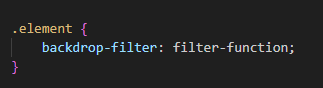 .element {
    backdrop-filter: filter-function;
}